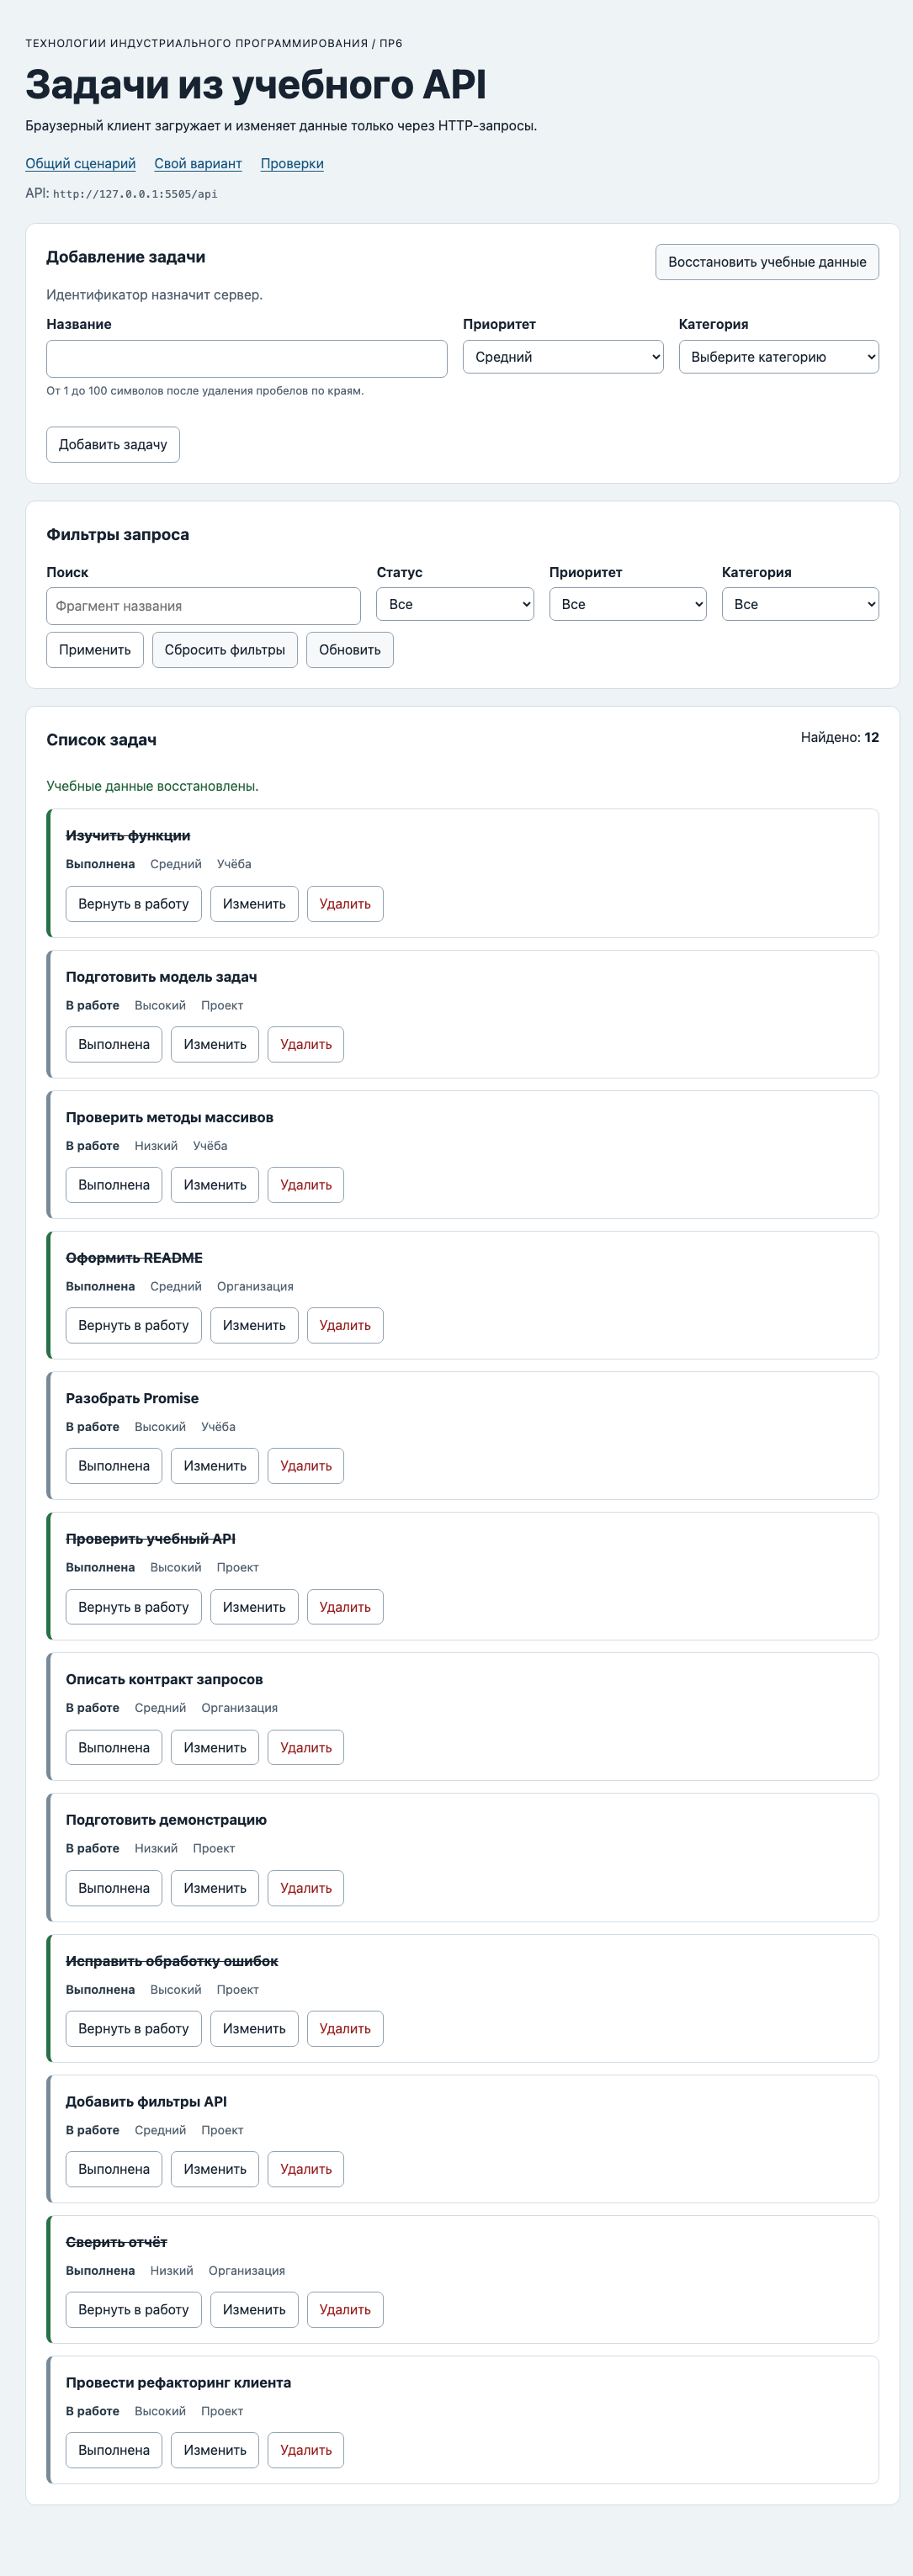 ТЕХНОЛОГИИ ИНДУСТРИАЛЬНОГО ПРОГРАММИРОВАНИЯ / ПР6
Задачи из учебного API
Браузерный клиент загружает и изменяет данные только через HTTP-запросы.
Общий сценарий Свой вариант Проверки
API: http://127.0.0.1:5505/api
Добавление задачи
Восстановить учебные данные
Идентификатор назначит сервер.
Название Приоритет Категория
Средний Выберите категорию
От 1 до 100 символов после удаления пробелов по краям.
Добавить задачу
Фильтры запроса
Поиск Статус Приоритет Категория
Фрагмент названия Все Все Все
Применить Сбросить фильтры Обновить
Список задач
Найдено: 12
Учебные данные восстановлены.
Изучить функции
Выполнена Средний Учёба
Вернуть в работу Изменить Удалить
Подготовить модель задач
В работе Высокий Проект
Выполнена Изменить Удалить
Проверить методы массивов
В работе Низкий Учёба
Выполнена Изменить Удалить
Оформить README
Выполнена Средний Организация
Вернуть в работу Изменить Удалить
Разобрать Promise
В работе Высокий Учёба
Выполнена Изменить Удалить
Проверить учебный API
Выполнена Высокий Проект
Вернуть в работу Изменить Удалить
Описать контракт запросов
В работе Средний Организация
Выполнена Изменить Удалить
Подготовить демонстрацию
В работе Низкий Проект
Выполнена Изменить Удалить
Исправить обработку ошибок
Выполнена Высокий Проект
Вернуть в работу Изменить Удалить
Добавить фильтры API
В работе Средний Проект
Выполнена Изменить Удалить
Сверить отчёт
Выполнена Низкий Организация
Вернуть в работу Изменить Удалить
Провести рефакторинг клиента
В работе Высокий Проект
Выполнена Изменить Удалить